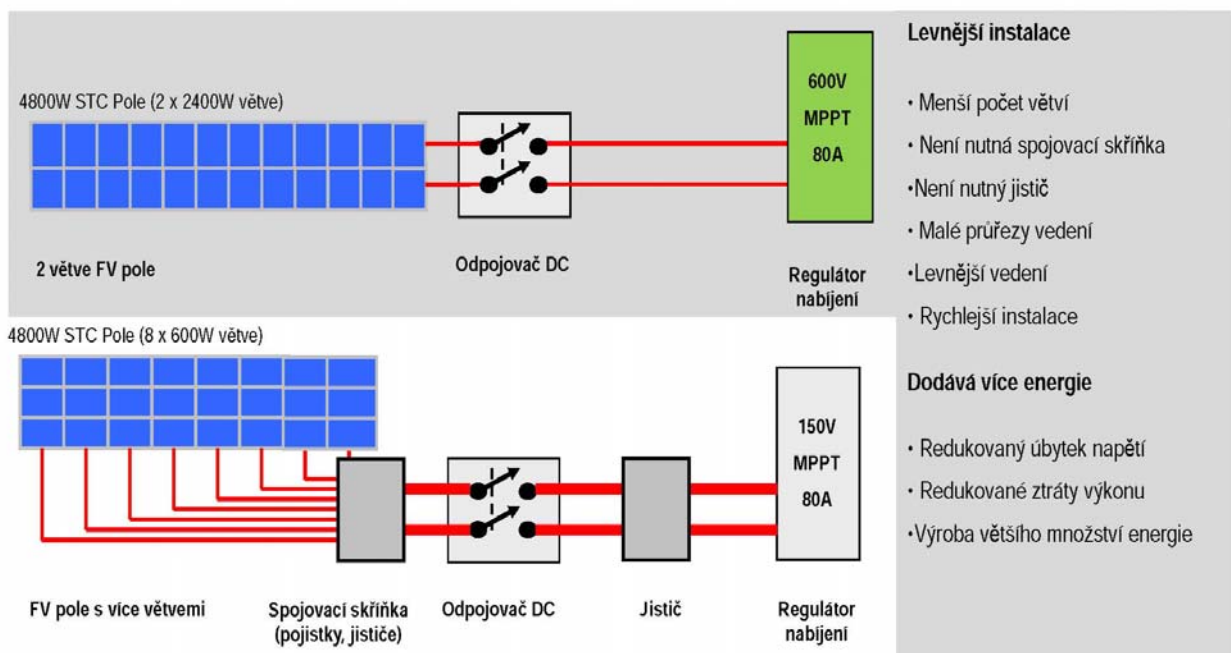 4800W STC Pole (2 x 2400W větve)
600V
MPPT
80A
2 větve FV pole
Odpojovač DC
Regulátor
nabíjení
4800W STC Pole (8 x 600W větve)
150V
MPPT
80A
FV pole s více větvemi
Spojovací skříňka
(pojistky, jističe)
Odpojovač DC
Jistič
Regulátor
nabíjení
Levnější instalace
• Menší počet větví
• Není nutná spojovací skříňka
•Není nutný jistič
• Malé průřezy vedení
•Levnější vedení
• Rychlejší instalace
Dodává více energie
• Redukovaný úbytek napětí
• Redukované ztráty výkonu
•Výroba většího množství energie